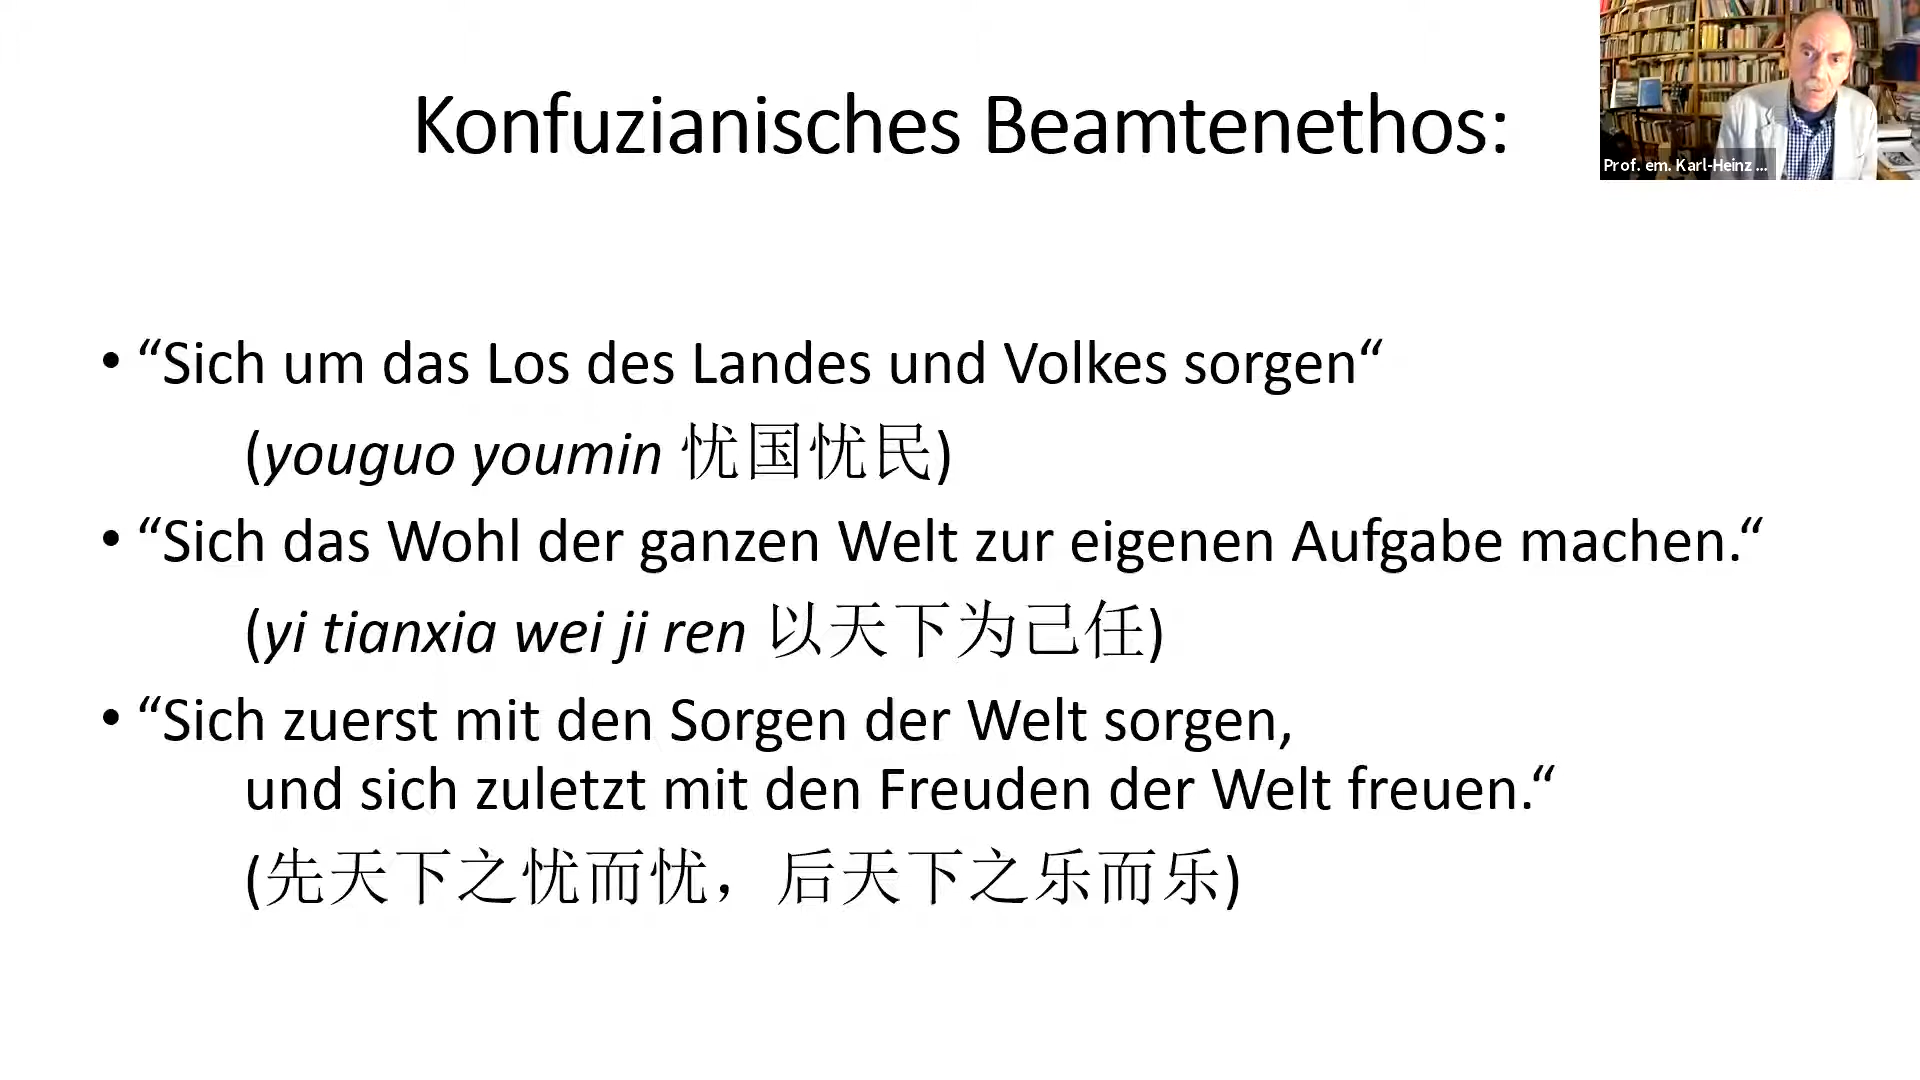 Konfuzianisches Beamtenethos:
Prof. em. Karl-Heinz ...
• “Sich um das Los des Landes und Volkes sorgen“
(youguo youmin 忧国忧民)
• “Sich das Wohl der ganzen Welt zur eigenen Aufgabe machen.“
(yi tianxia wei ji ren 以天下为己任)
• “Sich zuerst mit den Sorgen der Welt sorgen,
und sich zuletzt mit den Freuden der Welt freuen.“
(先天下之忧而忧，后天下之乐而乐)